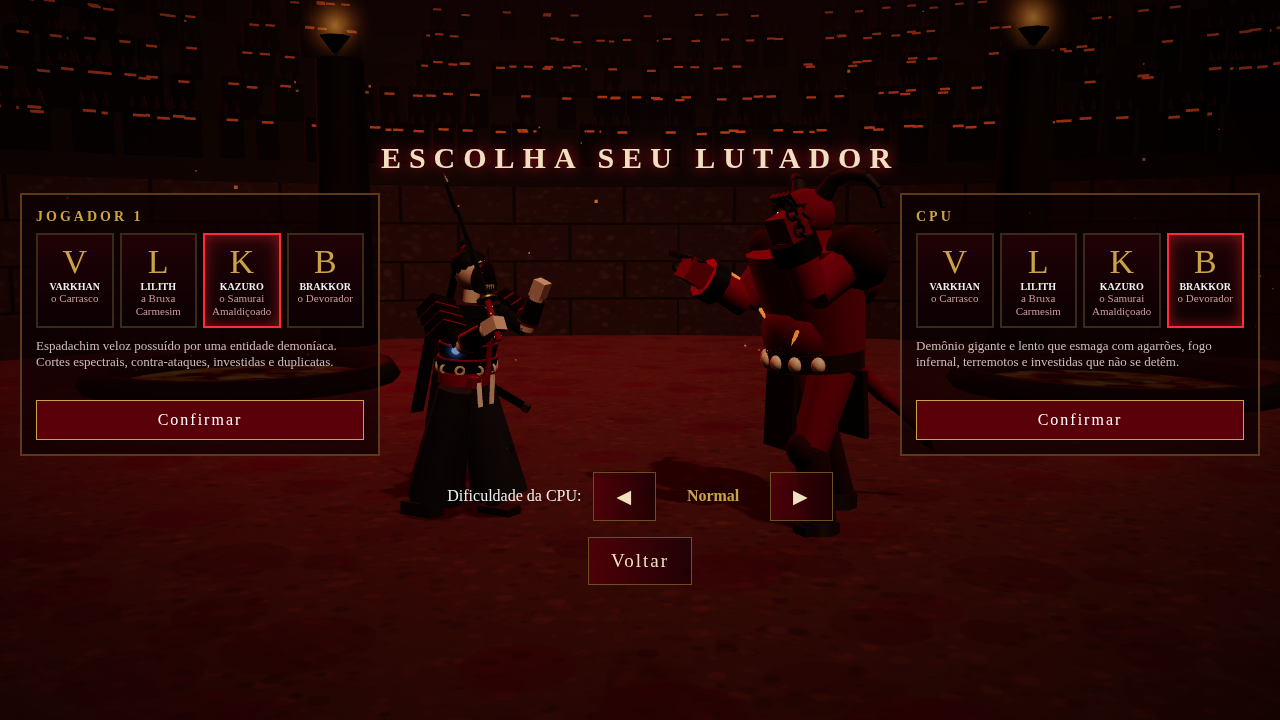 ESCOLHA SEU LUTADOR
JOGADOR 1
V
VARKHAN
o Carrasco
L
LILITH
a Bruxa
Carmesim
K
KAZURO
o Samurai
Amaldiçoado
B
BRAKKOR
o Devorador
Espadachim veloz possuído por uma entidade demoníaca.
Cortes espectrais, contra-ataques, investidas e duplicatas.
Confirmar
CPU
V
VARKHAN
o Carrasco
L
LILITH
a Bruxa
Carmesim
K
KAZURO
o Samurai
Amaldiçoado
B
BRAKKOR
o Devorador
Demônio gigante e lento que esmaga com agarrões, fogo
infernal, terremotos e investidas que não se detêm.
Confirmar
Dificuldade da CPU: ◀ Normal ▶
Voltar